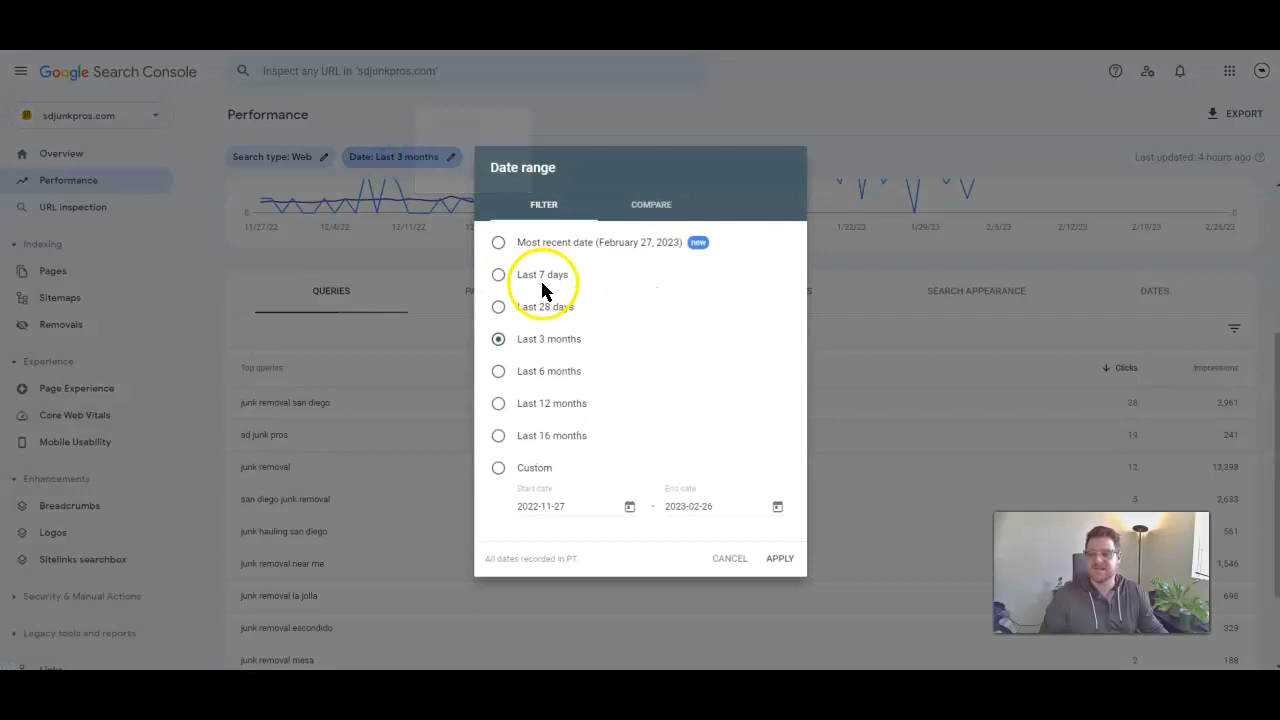 Google Search Console
Inspect any URL in "sdjunkpros.com"
sdjunkpros.com
Performance
EXPORT
Search type: Web
Date: Last 3 months
Last updated: 4 hours ago
Overview
Performance
URL inspection
Indexing
Pages
Sitemaps
Removals
Experience
Page Experience
Core Web Vitals
Mobile Usability
Enhancements
Breadcrumbs
Logos
Sitelinks searchbox
Security & Manual Actions
Legacy tools and reports
0
0
11/27/22
12/4/22
12/11/22
1/22/23
1/29/23
2/5/23
2/12/23
2/19/23
2/26/23
QUERIES
SEARCH APPEARANCE
DATES
Top queries
Clicks
Impressions
junk removal san diego 28 3,961
sd junk pros 19 241
junk removal 12 13,398
san diego junk removal 5 2,633
junk hauling san diego 561
junk removal near me 1,546
junk removal la jolla 698
junk removal escondido 329
junk removal mesa 2 188
Date range
FILTER
COMPARE
Most recent date (February 27, 2023) new
Last 7 days
Last 28 days
Last 3 months
Last 6 months
Last 12 months
Last 16 months
Custom
Start date
End date
2022-11-27 - 2023-02-26
All dates recorded in PT
CANCEL
APPLY